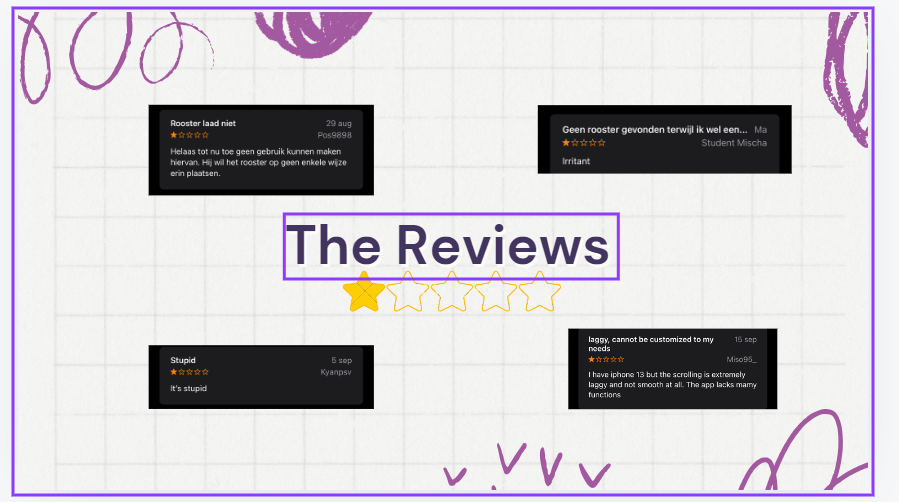 Rooster laad niet 29 aug
Pos9898
Helaas tot nu toe geen gebruik kunnen maken
hiervan. Hij wil het rooster op geen enkele wijze
erin plaatsen.
Geen rooster gevonden terwijl ik wel een... Ma
Student Mischa
Irritant
The Reviews
Stupid 5 sep
Kyanpsv
It's stupid
laggy, cannot be customized to my 15 sep
needs
Miso95_
I have iphone 13 but the scrolling is extremely
laggy and not smooth at all. The app lacks mamy
functions